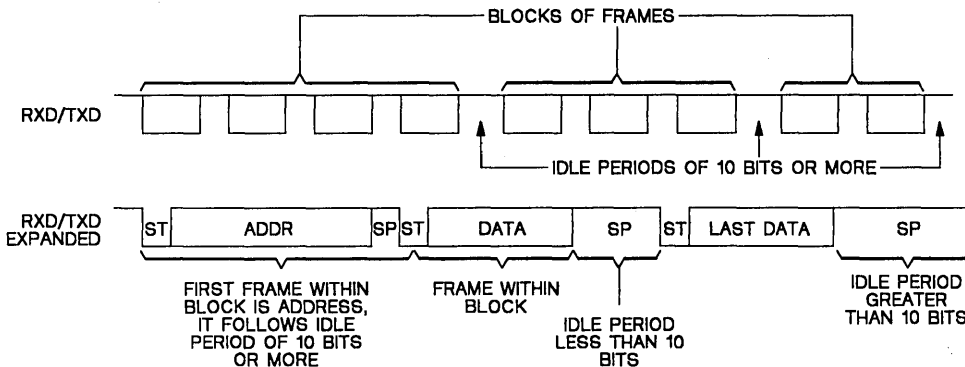 BLOCKS OF FRAMES
RXD/TXD
IDLE PERIODS OF 10 BITS OR MORE
RXD/TXD
EXPANDED
ST
ADDR
SP
ST
DATA
SP
ST
LAST DATA
SP
FIRST FRAME WITHIN
BLOCK IS ADDRESS,
IT FOLLOWS IDLE
PERIOD OF 10 BITS
OR MORE
FRAME WITHIN
BLOCK
IDLE PERIOD
LESS THAN 10
BITS
IDLE PERIOD
GREATER
THAN 10 BITS